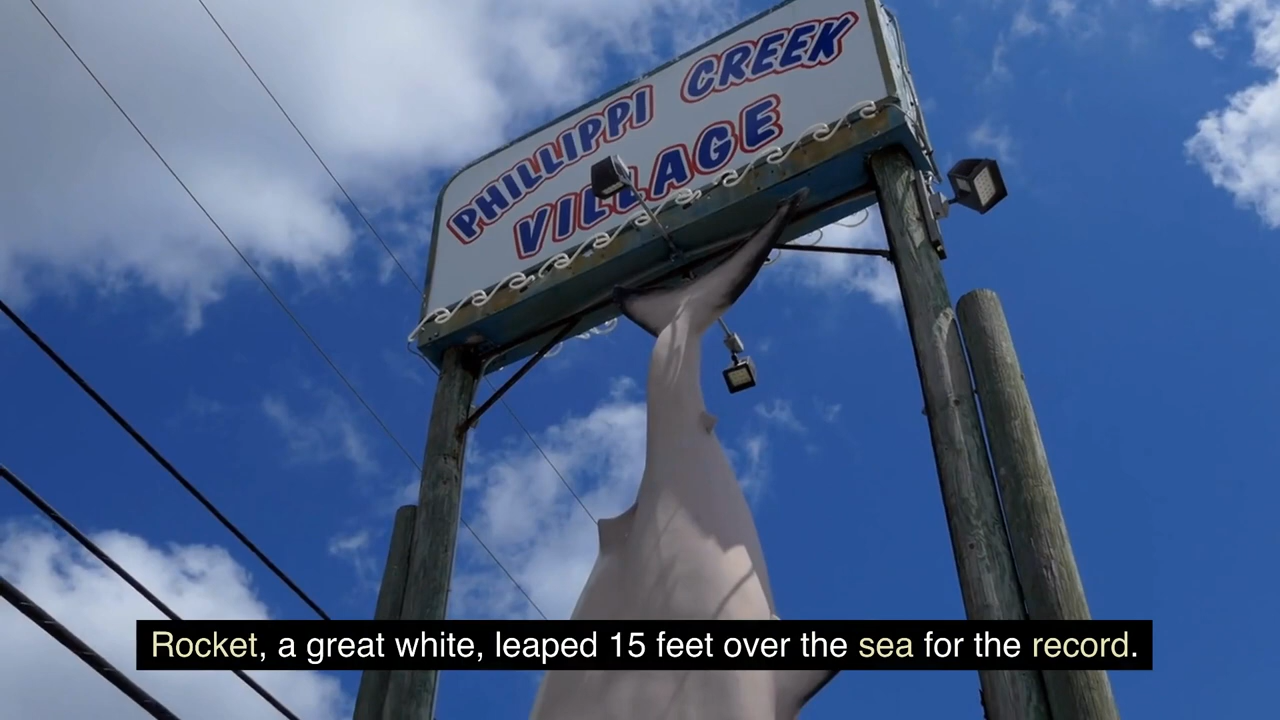 PHILLIPPI CREEK
VILLAGE
Rocket, a great white, leaped 15 feet over the sea for the record.